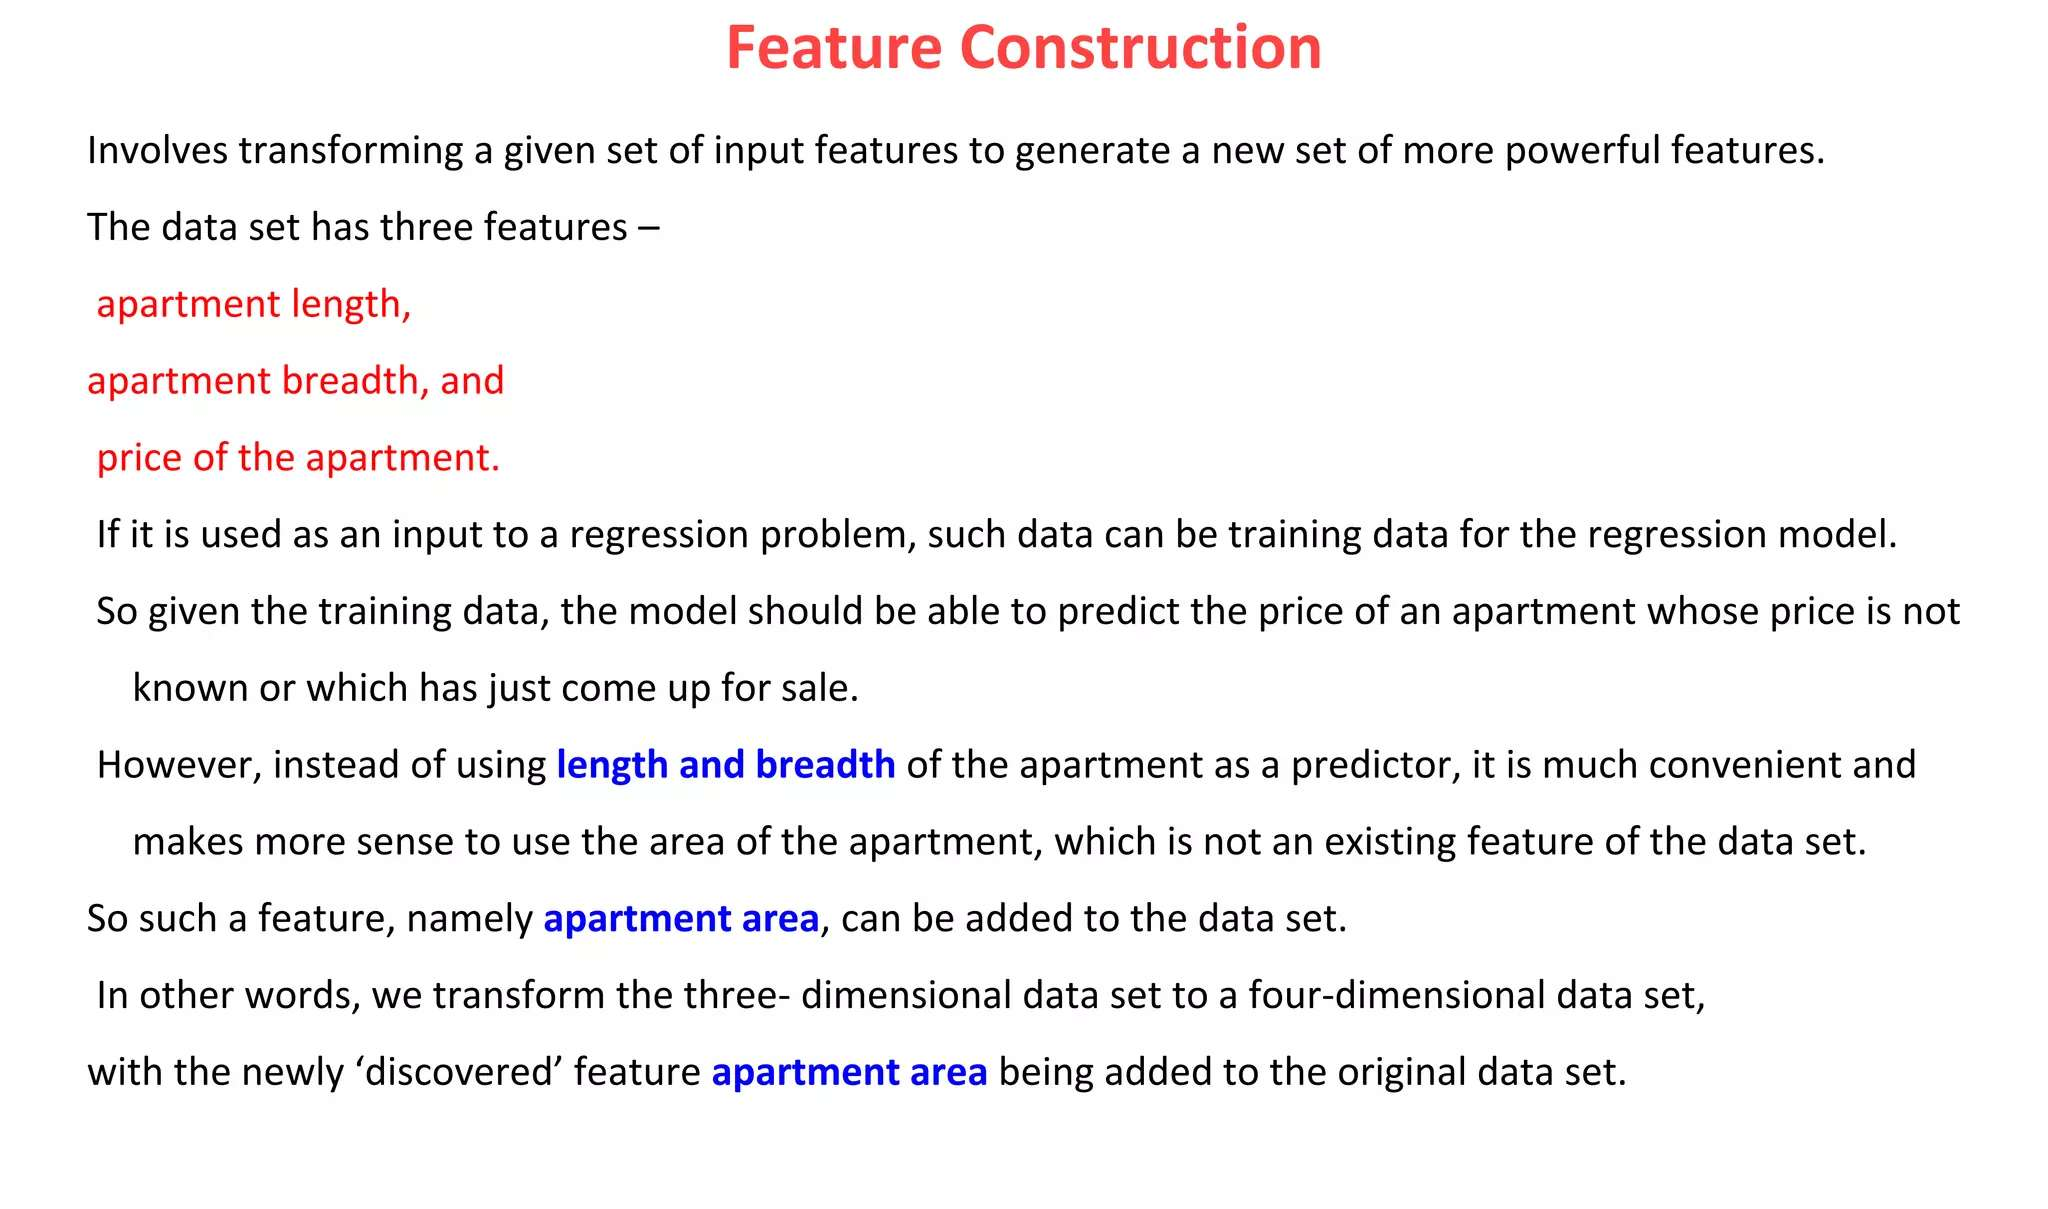 Feature Construction
Involves transforming a given set of input features to generate a new set of more powerful features.
The data set has three features –
apartment length,
apartment breadth, and
price of the apartment.
If it is used as an input to a regression problem, such data can be training data for the regression model.
So given the training data, the model should be able to predict the price of an apartment whose price is not
known or which has just come up for sale.
However, instead of using length and breadth of the apartment as a predictor, it is much convenient and
makes more sense to use the area of the apartment, which is not an existing feature of the data set.
So such a feature, namely apartment area, can be added to the data set.
In other words, we transform the three- dimensional data set to a four-dimensional data set,
with the newly ‘discovered’ feature apartment area being added to the original data set.